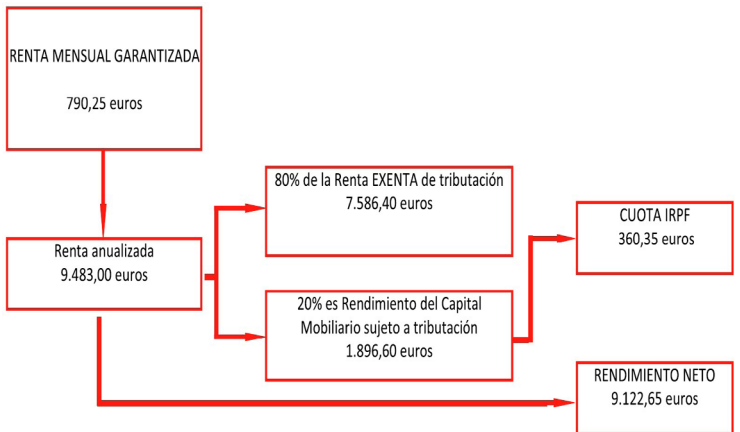 RENTA MENSUAL GARANTIZADA
790,25 euros
80% de la Renta EXENTA de tributación
7.586,40 euros
CUOTA IRPF
360,35 euros
Renta anualizada
9.483,00 euros
20% es Rendimiento del Capital
Mobiliario sujeto a tributación
1.896,60 euros
RENDIMIENTO NETO
9.122,65 euros